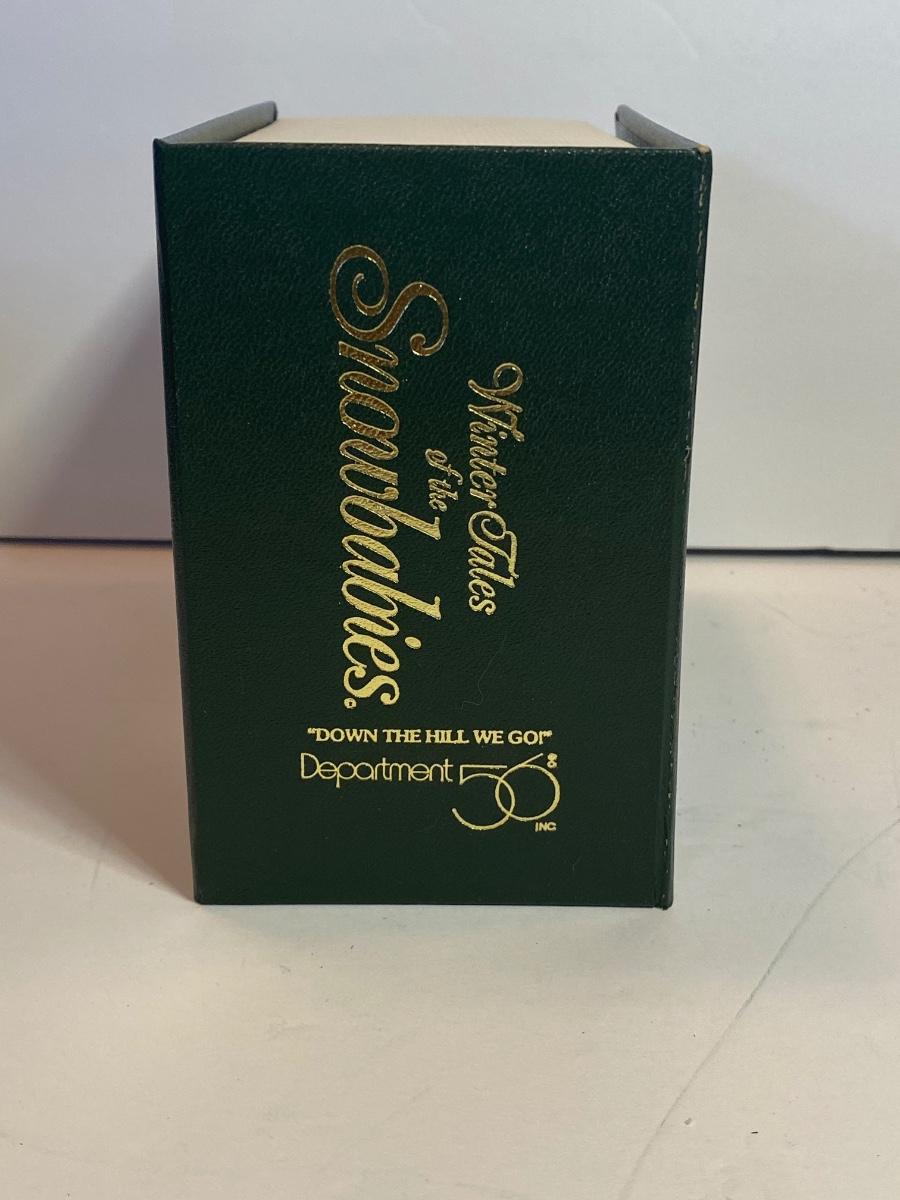 Winter Tales
of the
Snowbabies®
"DOWN THE HILL WE GO!"
Department 56®
INC